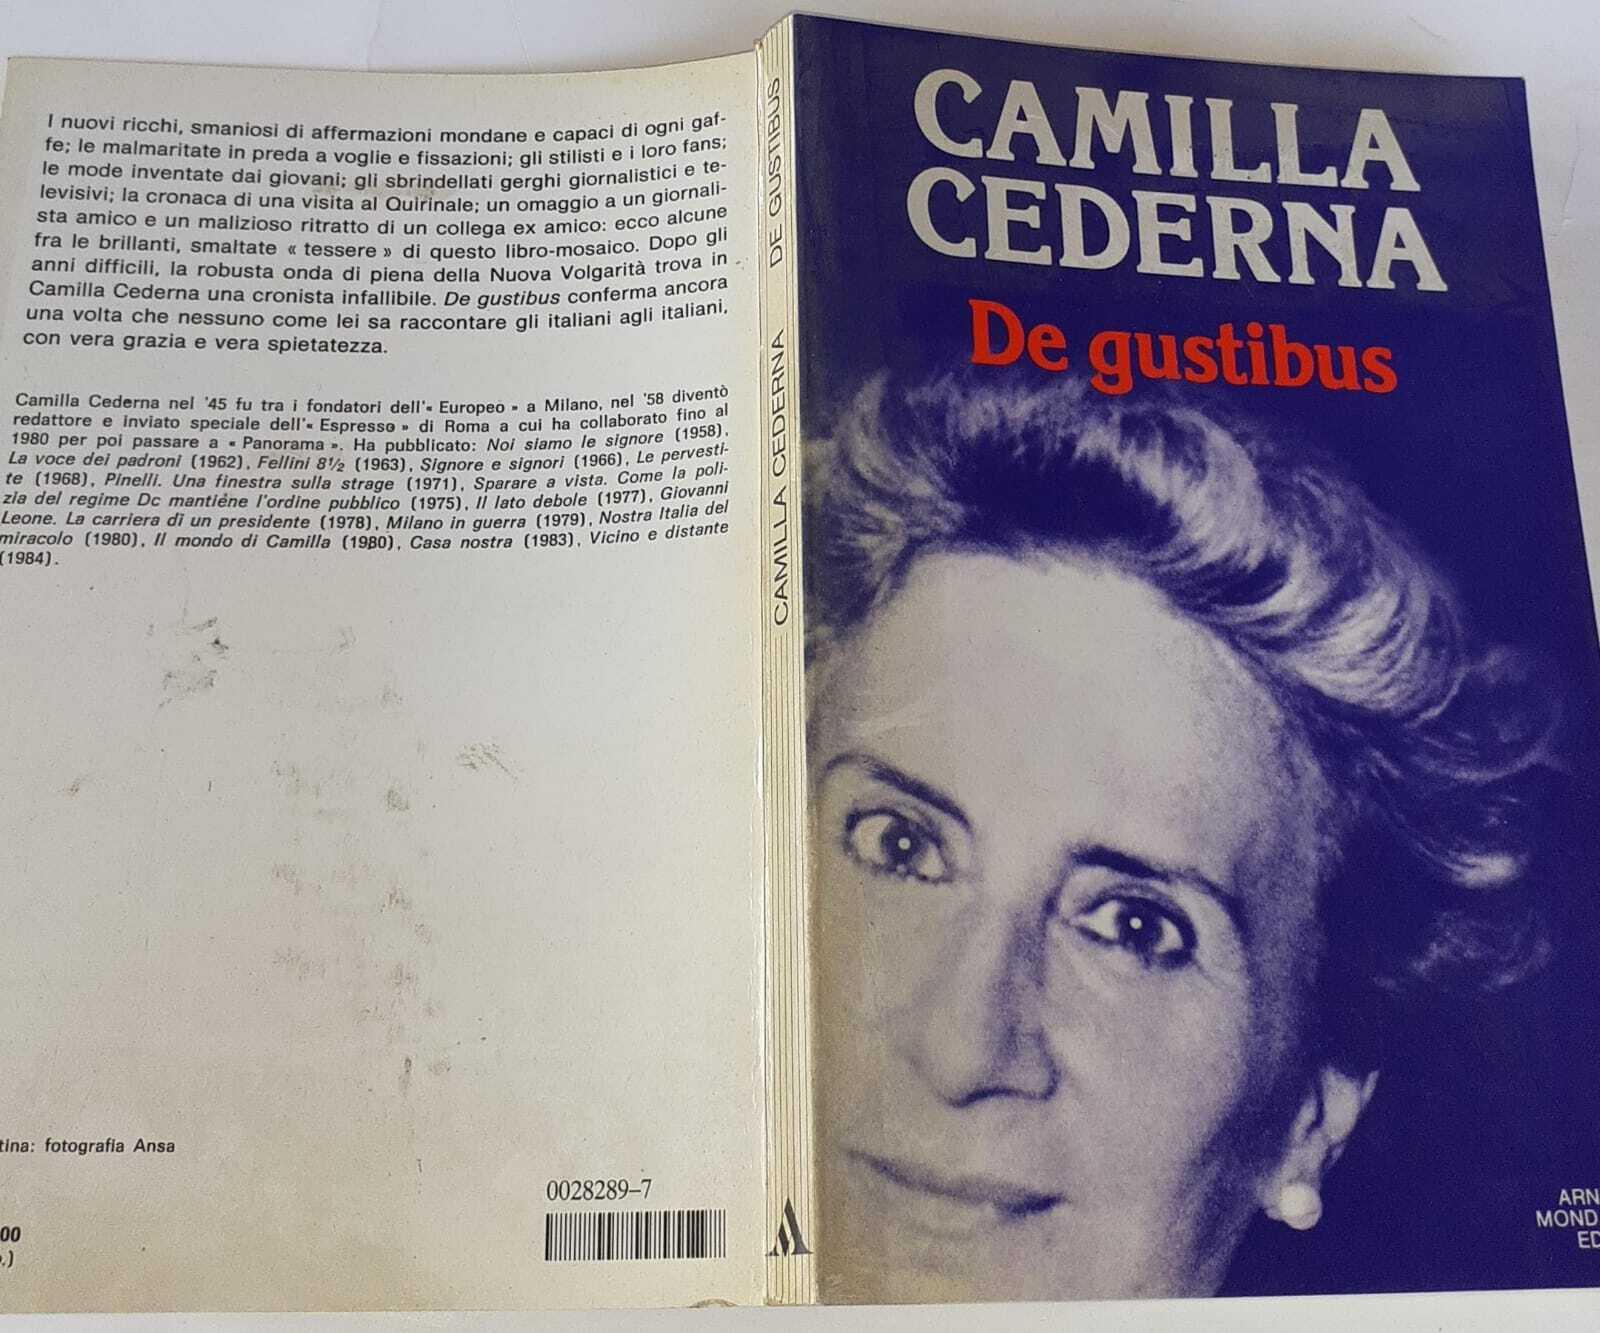 I nuovi ricchi, smaniosi di affermazioni mondane e capaci di ogni gaf-
fe; le malmaritate in preda a voglie e fissazioni; gli stilisti e i loro fans;
le mode inventate dai giovani; gli sbrindellati gerghi giornalistici e te-
levisivi; la cronaca di una visita al Quirinale; un omaggio a un giornali-
sta amico e un malizioso ritratto di un collega ex amico: ecco alcune
fra le brillanti, smaltate « tessere » di questo libro-mosaico. Dopo gli
anni difficili, la robusta onda di piena della Nuova Volgarità trova in
Camilla Cederna una cronista infallibile. De gustibus conferma ancora
una volta che nessuno come lei sa raccontare gli italiani agli italiani,
con vera grazia e vera spietatezza.
Camilla Cederna nel '45 fu tra i fondatori dell'« Europeo » a Milano, nel '58 diventò
redattore e inviato speciale dell'« Espresso » di Roma a cui ha collaborato fino al
1980 per poi passare a « Panorama ». Ha pubblicato: Noi siamo le signore (1958),
La voce dei padroni (1962), Fellini 8½ (1963), Signore e signori (1966), Le pervesti-
te (1968), Pinelli. Una finestra sulla strage (1971), Sparare a vista. Come la poli-
zia del regime Dc mantiene l'ordine pubblico (1975), Il lato debole (1977), Giovanni
Leone. La carriera di un presidente (1978), Milano in guerra (1979), Nostra Italia del
miracolo (1980), Il mondo di Camilla (1980), Casa nostra (1983), Vicino e distante
(1984).
tina: fotografia Ansa
0028289-7
00
.)
CAMILLA CEDERNA DE GUSTIBUS
CAMILLA
CEDERNA
De gustibus
ARN
MOND
ED